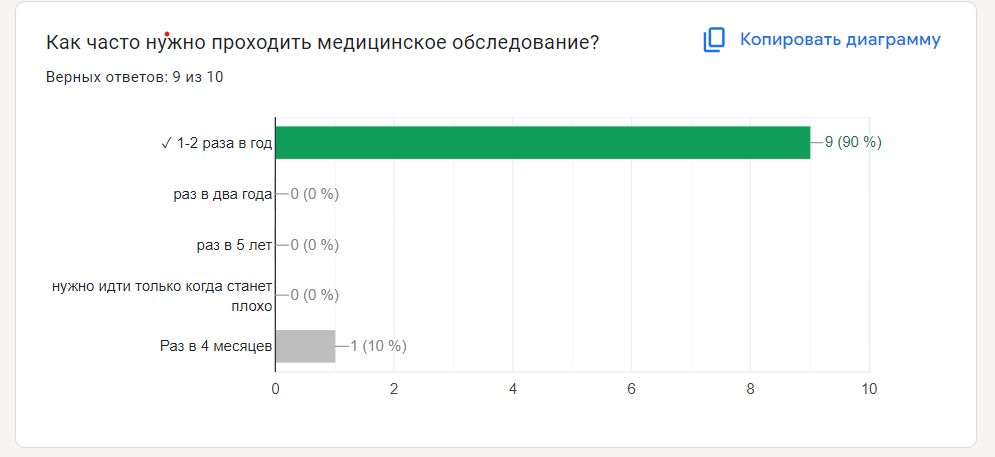 Как часто нужно проходить медицинское обследование?
Копировать диаграмму
Верных ответов: 9 из 10
✓ 1-2 раза в год
9 (90 %)
раз в два года
0 (0 %)
раз в 5 лет
0 (0 %)
нужно идти только когда станет
плохо
0 (0 %)
Раз в 4 месяцев
1 (10 %)
0 2 4 6 8 10